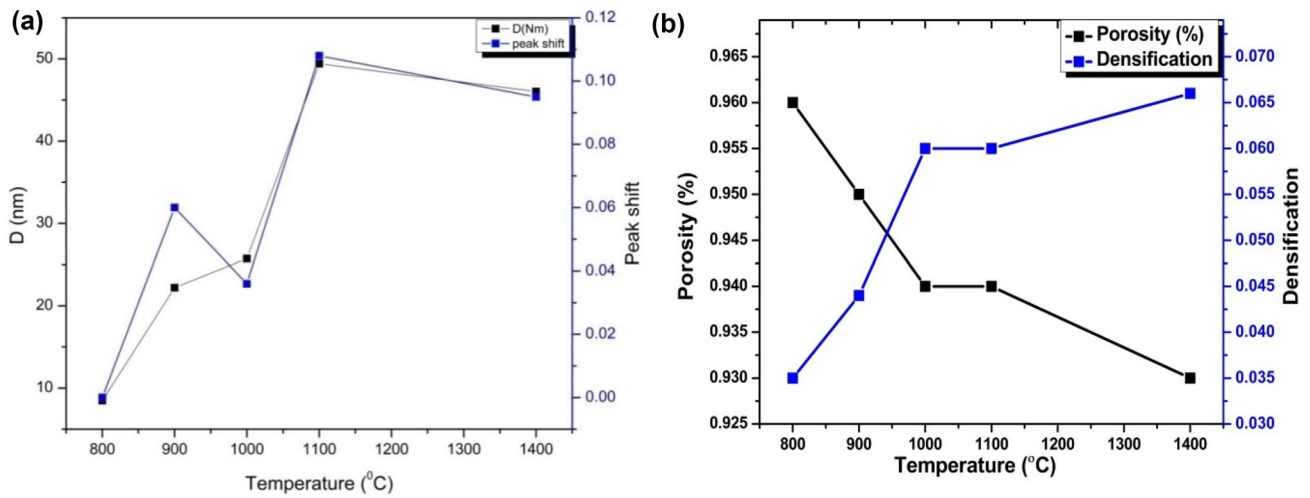 (a)
D(Nm)
peak shift
50
40
30
20
10
D (nm)
0.12
0.10
0.08
0.06
0.04
0.02
0.00
Peak shift
800 900 1000 1100 1200 1300 1400
Temperature (⁰C)
(b)
Porosity (%)
Densification
0.965
0.960
0.955
0.950
0.945
0.940
0.935
0.930
0.925
Porosity (%)
0.070
0.065
0.060
0.055
0.050
0.045
0.040
0.035
0.030
Densification
800 900 1000 1100 1200 1300 1400
Temperature (°C)